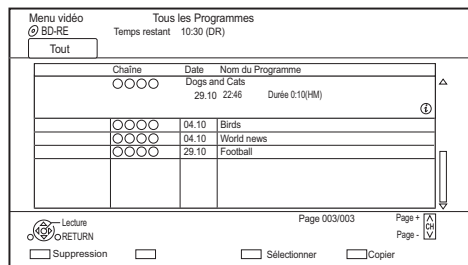 Menu vidéo Tous les Programmes
BD-RE Temps restant 10:30 (DR)
Tout
Chaîne Date Nom du Programme
Dogs and Cats
29.10 22:46 Durée 0:10(HM)
i
04.10 Birds
04.10 World news
29.10 Football
Lecture Page 003/003 Page +
CH
RETURN Page -
OK
Suppression Sélectionner Copier